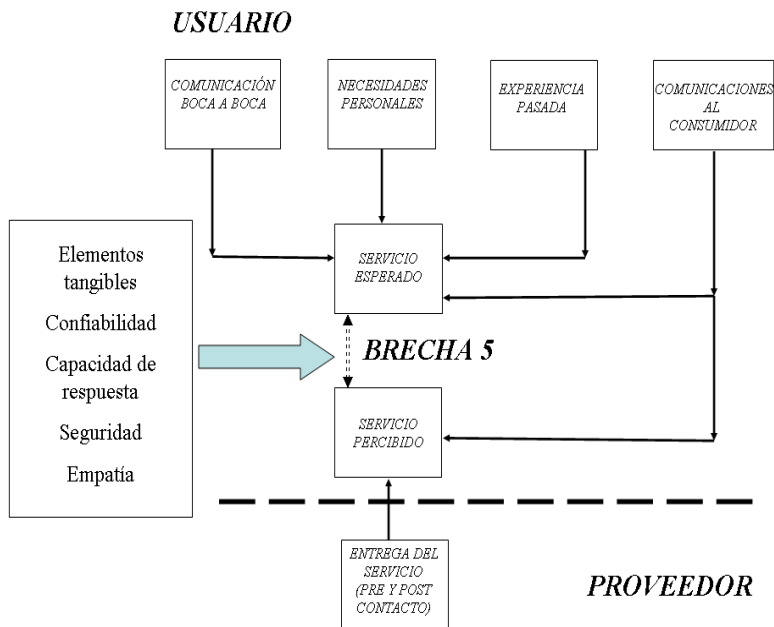 USUARIO
COMUNICACIÓN
BOCA A BOCA
NECESIDADES
PERSONALES
EXPERIENCIA
PASADA
COMUNICACIONES
AL
CONSUMIDOR
Elementos
tangibles
Confiabilidad
Capacidad de
respuesta
Seguridad
Empatía
SERVICIO
ESPERADO
BRECHA 5
SERVICIO
PERCIBIDO
ENTREGA DEL
SERVICIO
(PRE Y POST
CONTACTO)
PROVEEDOR